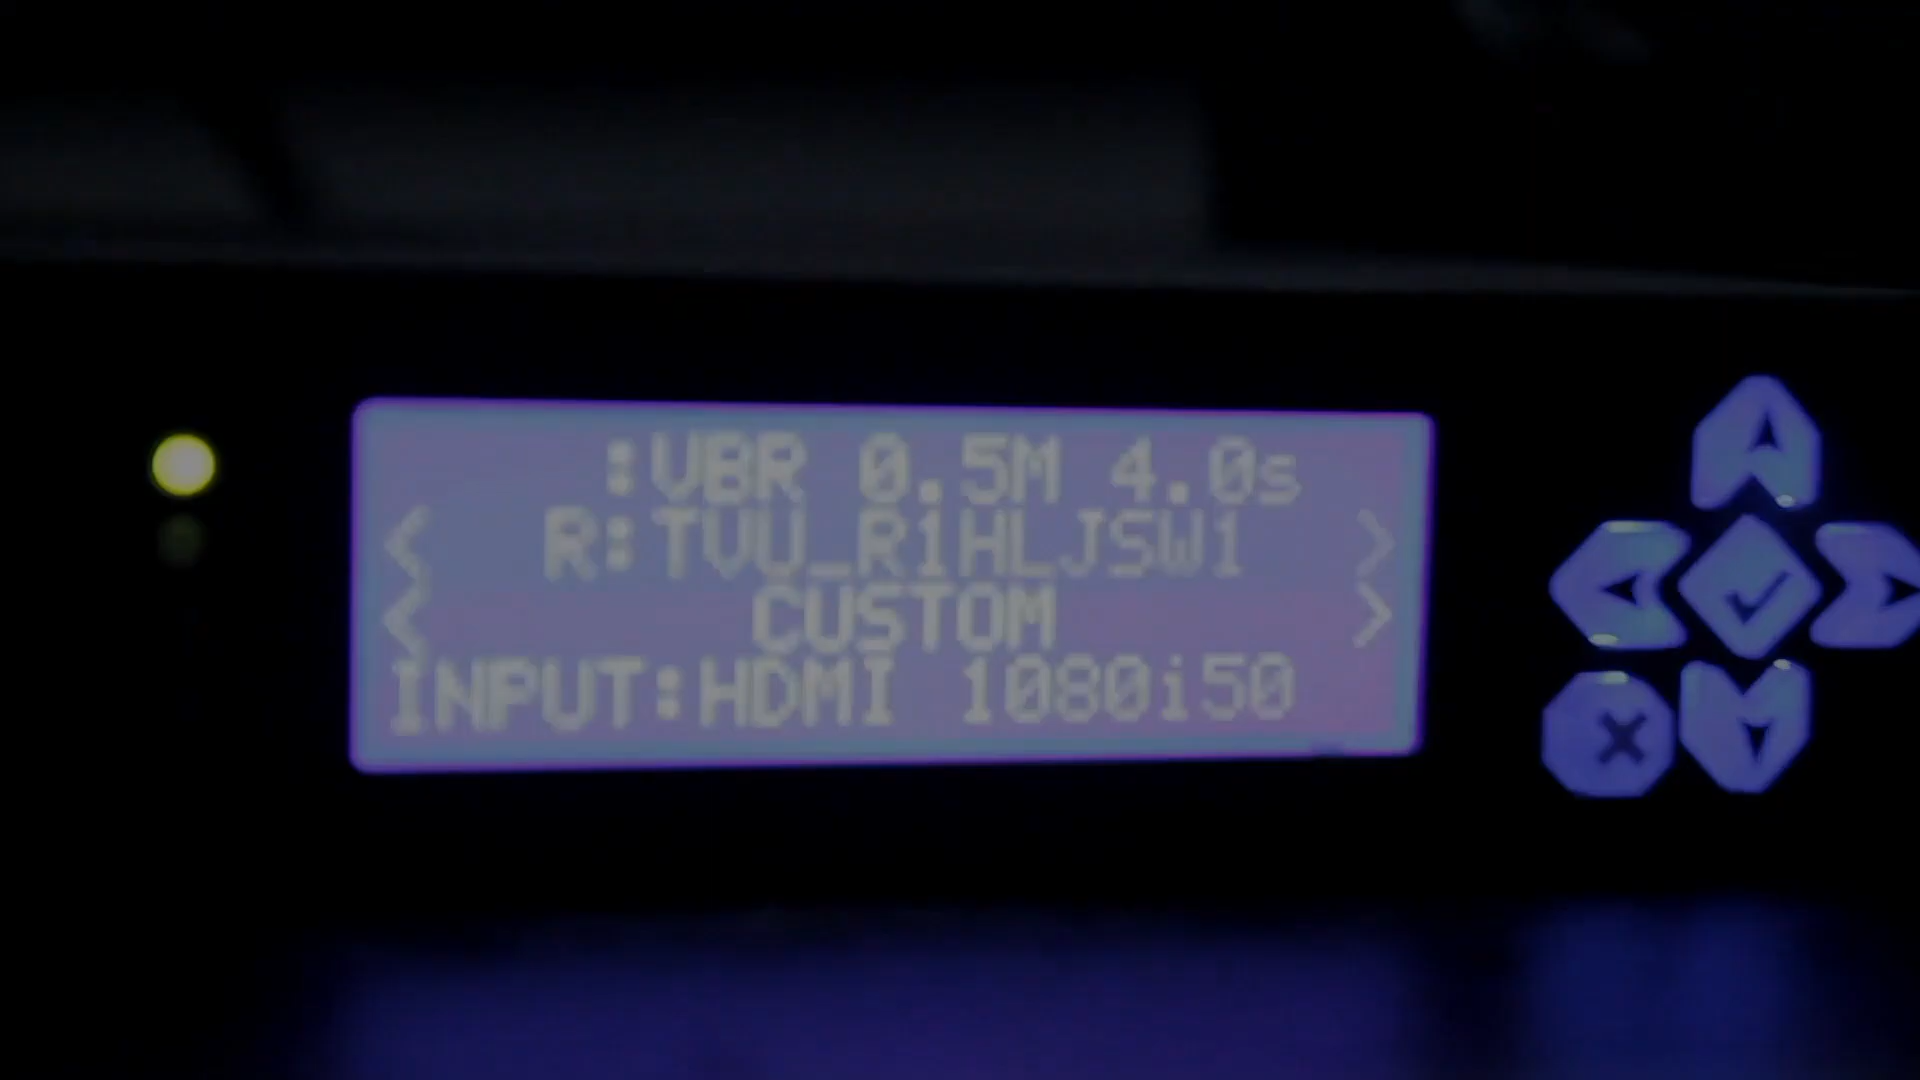 :VBR 0.5M 4.0s
< R:TVU_R1HLJSW1 >
< CUSTOM >
INPUT:HDMI 1080i50